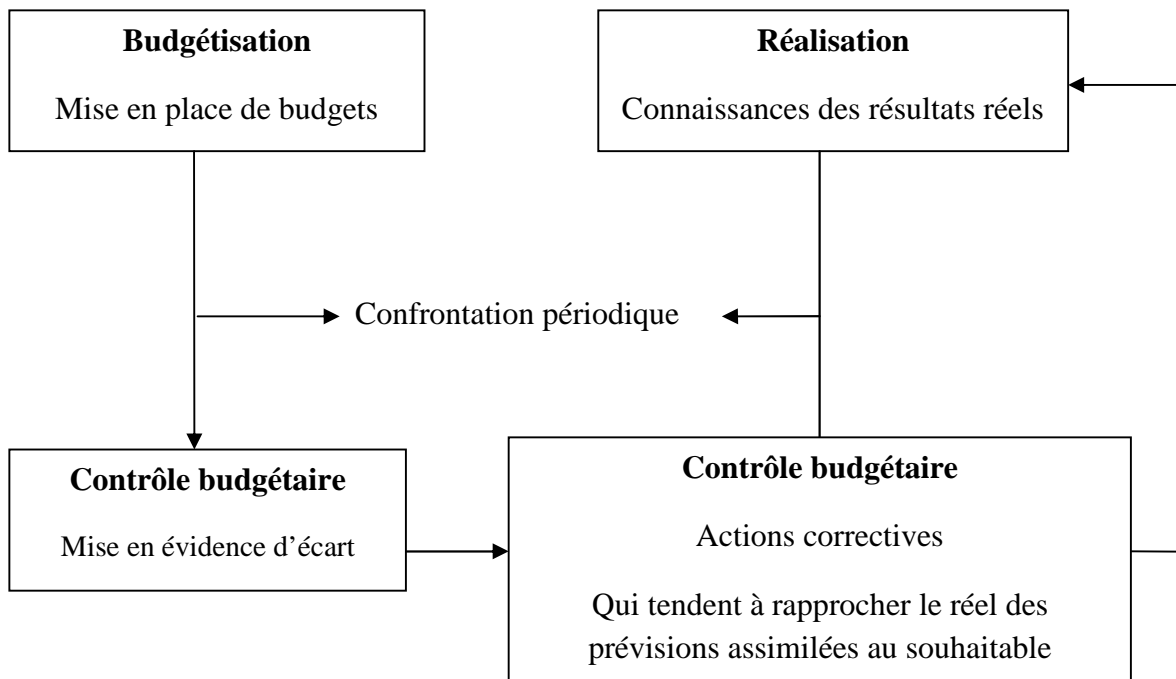 Budgétisation
Mise en place de budgets
Réalisation
Connaissances des résultats réels
Confrontation périodique
Contrôle budgétaire
Mise en évidence d’écart
Contrôle budgétaire
Actions correctives
Qui tendent à rapprocher le réel des
prévisions assimilées au souhaitable